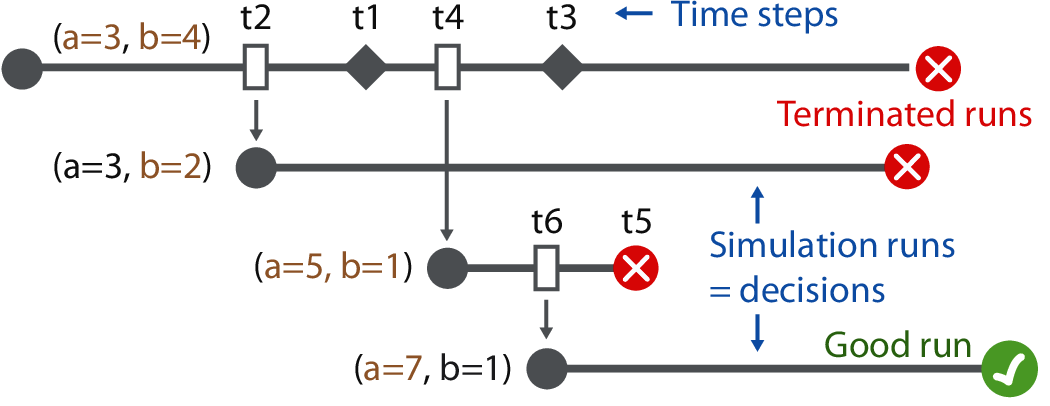 t2 t1 t4 t3 Time steps
(a=3, b=4)
Terminated runs
(a=3, b=2)
t6 t5
(a=5, b=1)
Simulation runs
= decisions
Good run
(a=7, b=1)